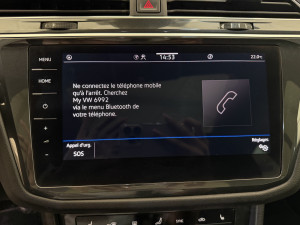 MENU
HOME
14:53
22.0°C
Ne connectez le téléphone mobile
qu'à l'arrêt. Cherchez
My VW 6992
via le menu Bluetooth de
votre téléphone.
Appel d'urg.
SOS
Réglages